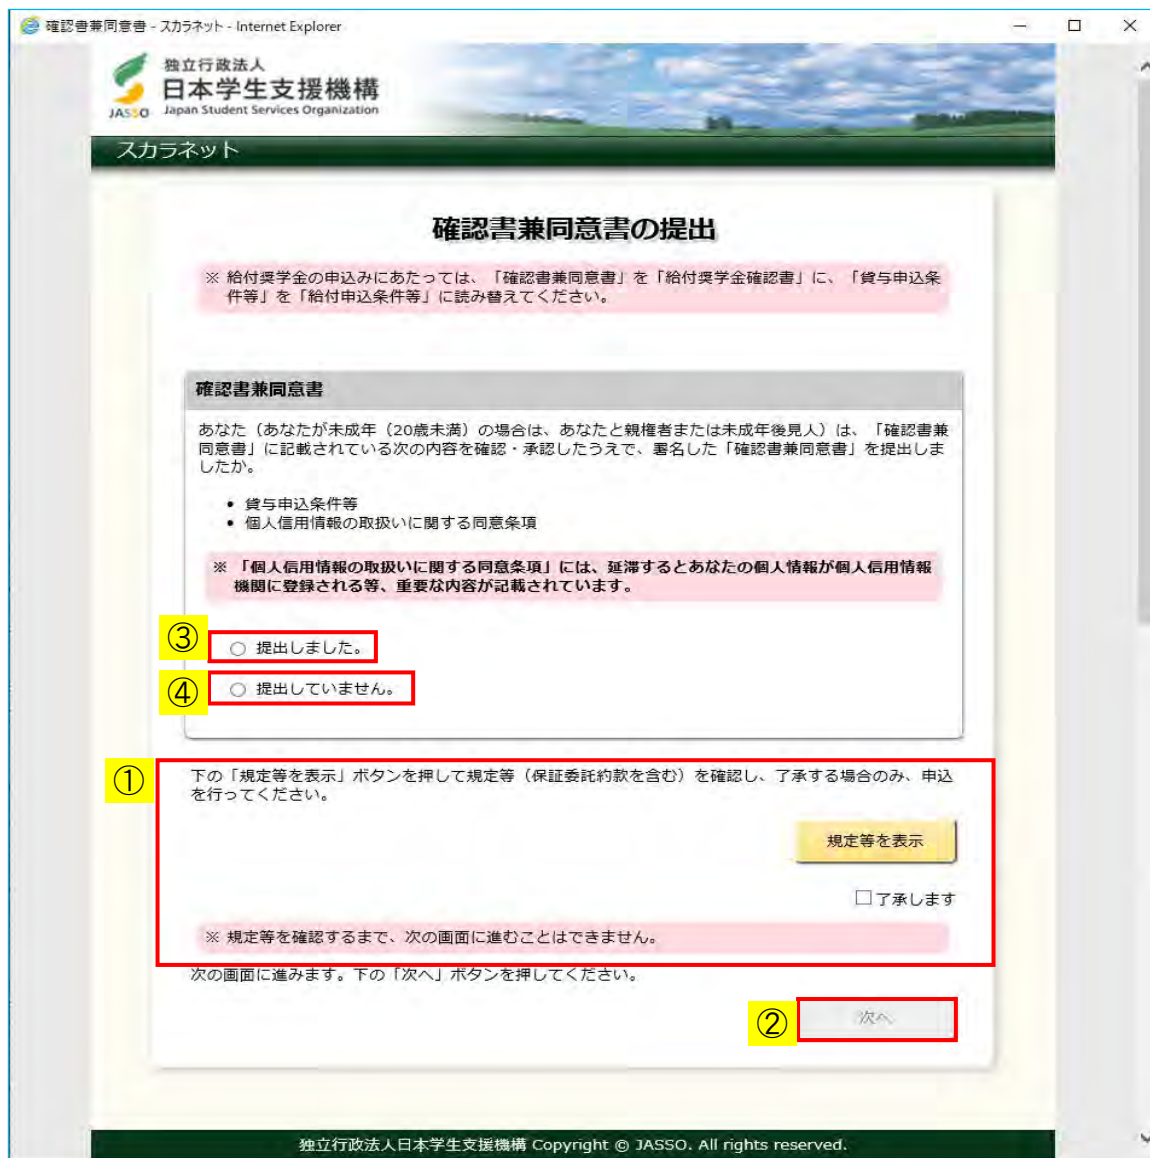 確認書兼同意書 - スカラネット - Internet Explorer
独立行政法人
日本学生支援機構
JASSO Japan Student Services Organization
スカラネット
確認書兼同意書の提出
※ 給付奨学金の申込みにあたっては、「確認書兼同意書」を「給付奨学金確認書」に、「貸与申込条
件等」を「給付申込条件等」に読み替えてください。
確認書兼同意書
あなた（あなたが未成年（20歳未満）の場合は、あなたと親権者または未成年後見人）は、「確認書兼
同意書」に記載されている次の内容を確認・承認したうえで、署名した「確認書兼同意書」を提出しま
したか。
• 貸与申込条件等
• 個人信用情報の取扱いに関する同意条項
※ 「個人信用情報の取扱いに関する同意条項」には、延滞するとあなたの個人情報が個人信用情報
機関に登録される等、重要な内容が記載されています。
③ 提出しました。
④ 提出していません。
①
下の「規定等を表示」ボタンを押して規定等（保証委託約款を含む）を確認し、了承する場合のみ、申込
を行ってください。
規定等を表示
了承します
※ 規定等を確認するまで、次の画面に進むことはできません。
次の画面に進みます。下の「次へ」ボタンを押してください。
② 次へ
独立行政法人日本学生支援機構 Copyright © JASSO. All rights reserved.